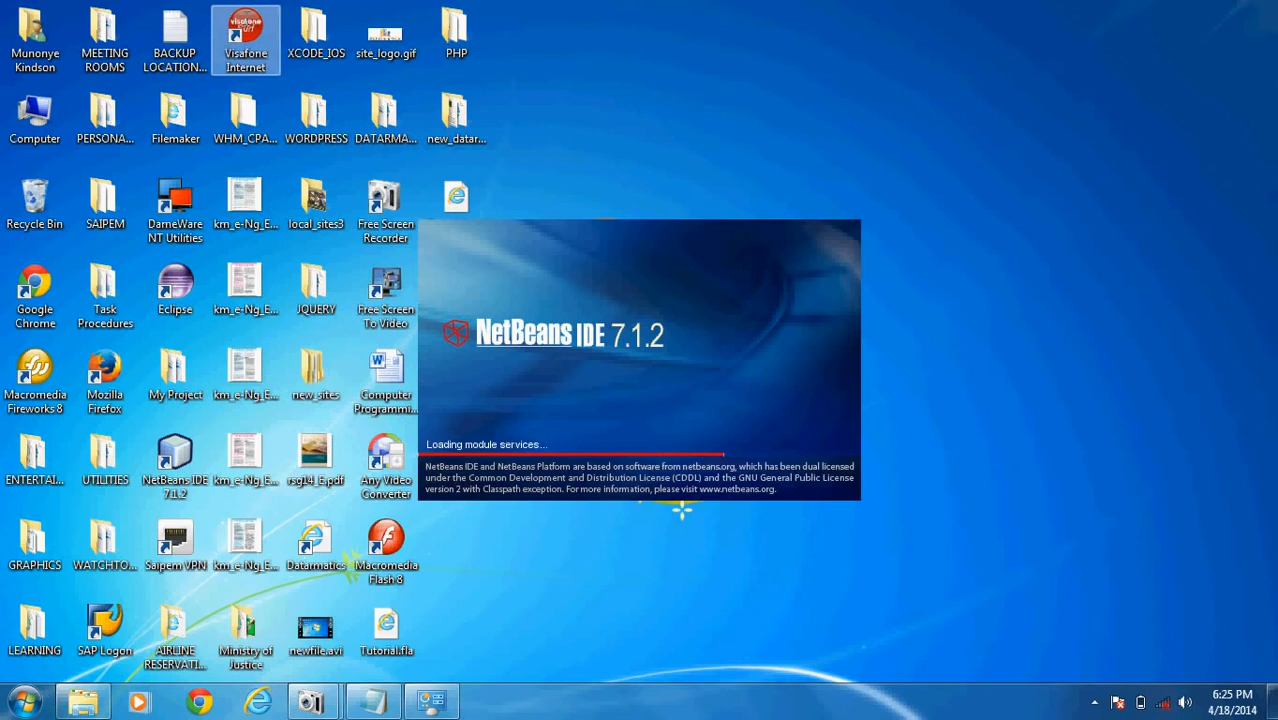 Munonye
Kindson
MEETING
ROOMS
BACKUP
LOCATION...
visafone
surf
Visafone
Internet
XCODE_IOS
site_logo.gif
PHP
Computer
PERSONA...
Filemaker
WHM_CPA...
WORDPRESS
DATARMA...
new_datar...
Recycle Bin
SAIPEM
DameWare
NT Utilities
km_e-Ng_E...
local_sites3
Free Screen
Recorder
Google
Chrome
Task
Procedures
Eclipse
km_e-Ng_E...
JQUERY
Free Screen
To Video
NetBeans IDE 7.1.2
Macromedia
Fireworks 8
Mozilla
Firefox
My Project
km_e-Ng_E...
new_sites
Computer
Programmi...
Loading module services...
NetBeans IDE and NetBeans Platform are based on software from netbeans.org, which has been dual licensed
under the Common Development and Distribution License (CDDL) and the GNU General Public License
version 2 with Classpath exception. For more information, please visit www.netbeans.org.
ENTERTAI...
UTILITIES
NetBeans IDE
7.1.2
km_e-Ng_E...
rsg14_E.pdf
Any Video
Converter
GRAPHICS
WATCHTO...
Saipem VPN
km_e-Ng_E...
Datarmatics
Macromedia
Flash 8
LEARNING
SAP Logon
AIRLINE
RESERVATI...
Ministry of
Justice
newfile.avi
Tutorial.fla
6:25 PM
4/18/2014